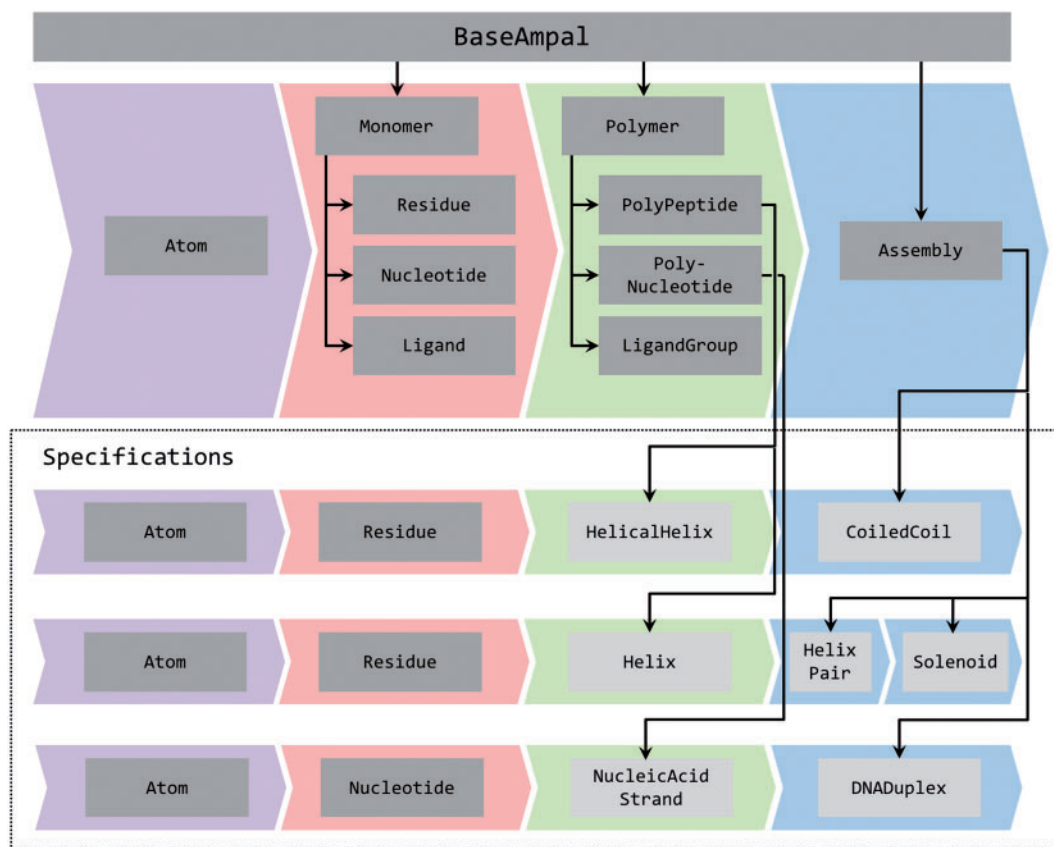 BaseAmpal
Monomer
Polymer
Residue
PolyPeptide
Atom
Nucleotide
Poly-
Nucleotide
Assembly
Ligand
LigandGroup
Specifications
Atom
Residue
HelicalHelix
CoiledCoil
Atom
Residue
Helix
Helix
Pair
Solenoid
Atom
Nucleotide
NucleicAcid
Strand
DNADuplex